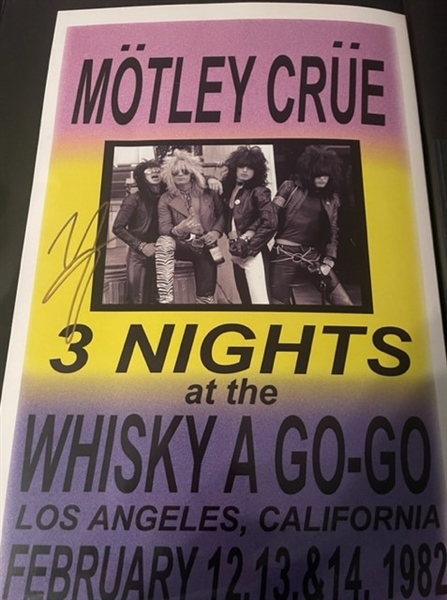 MÖTLEY CRÜE
3 NIGHTS
at the
WHISKY A GO-GO
LOS ANGELES, CALIFORNIA
FEBRUARY 12,13,&14, 1982